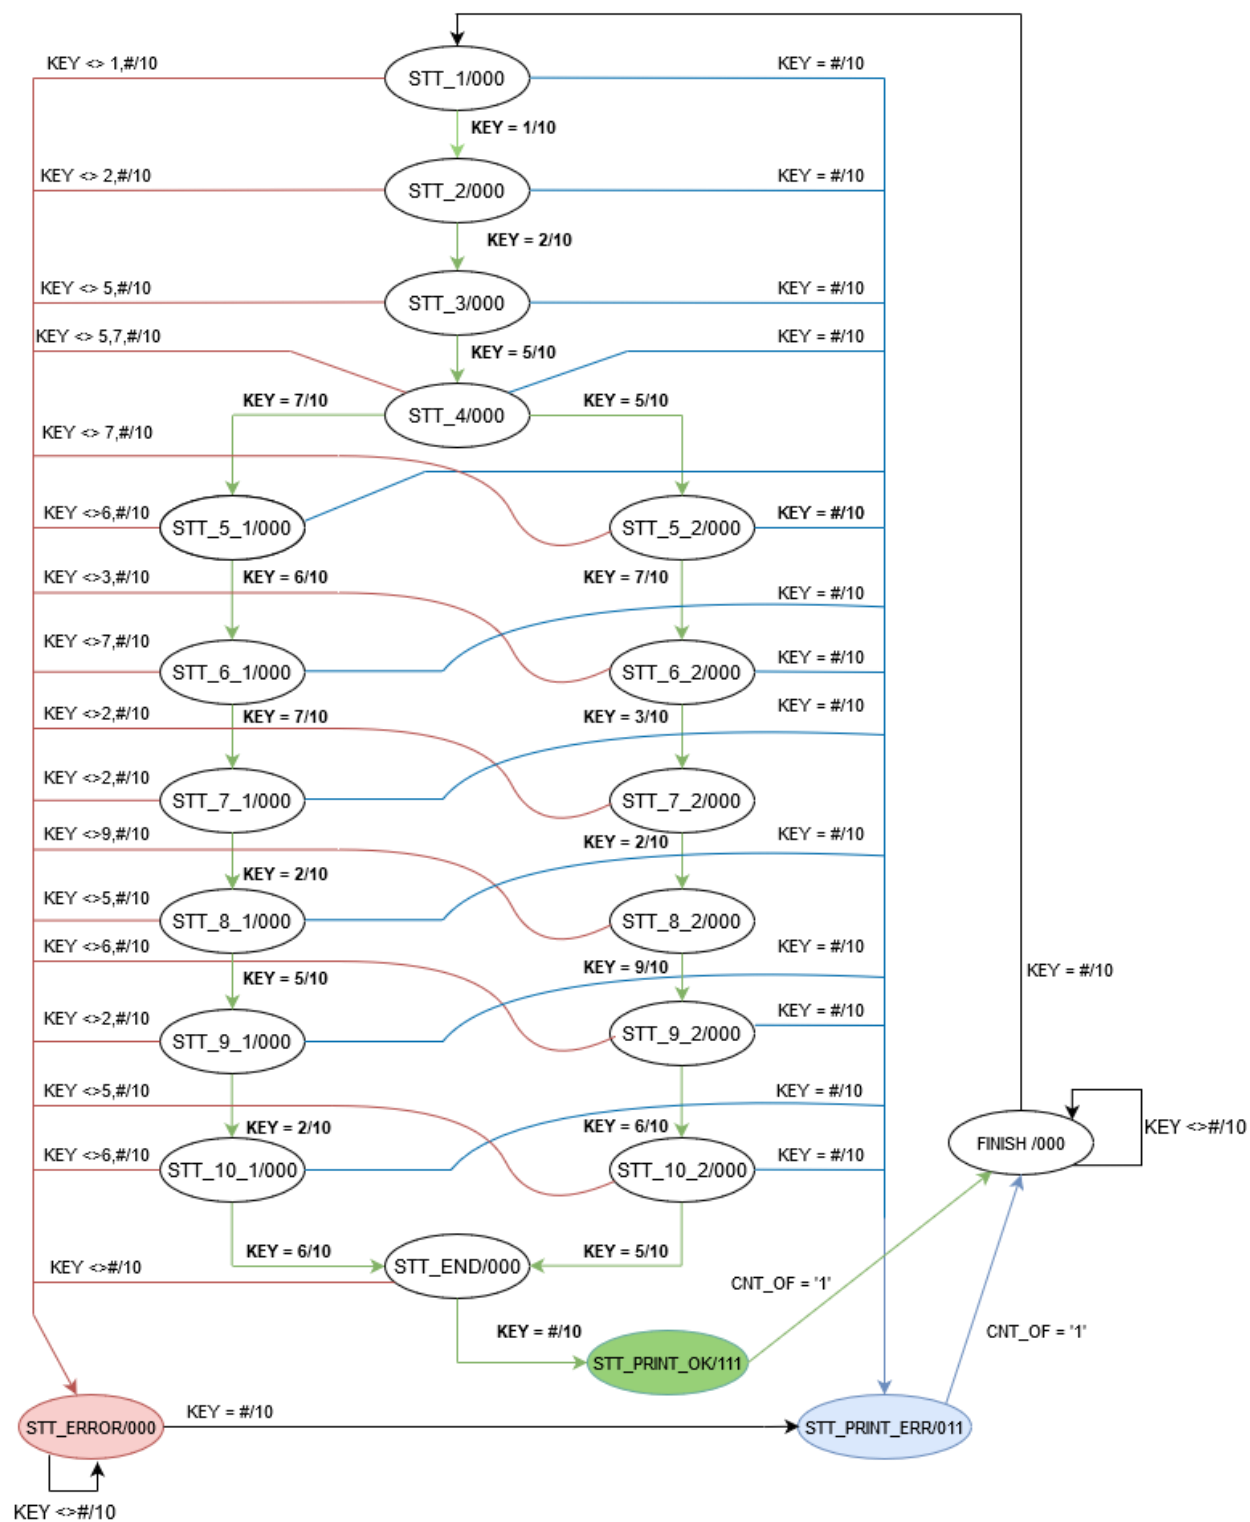 KEY <> 1,#/10
STT_1/000
KEY = #/10
KEY = 1/10
KEY <> 2,#/10
STT_2/000
KEY = #/10
KEY = 2/10
KEY <> 5,#/10
STT_3/000
KEY = #/10
KEY <> 5,7,#/10
KEY = 5/10
KEY = #/10
KEY = 7/10
STT_4/000
KEY = 5/10
KEY <> 7,#/10
KEY <>6,#/10
STT_5_1/000
STT_5_2/000
KEY = #/10
KEY <>3,#/10
KEY = 6/10
KEY = 7/10
KEY = #/10
KEY <>7,#/10
STT_6_1/000
STT_6_2/000
KEY = #/10
KEY <>2,#/10
KEY = 7/10
KEY = 3/10
KEY = #/10
KEY <>2,#/10
STT_7_1/000
STT_7_2/000
KEY <>9,#/10
KEY = 2/10
KEY = #/10
KEY = 2/10
KEY <>5,#/10
STT_8_1/000
STT_8_2/000
KEY <>6,#/10
KEY = #/10
KEY = 5/10
KEY = 9/10
KEY = #/10
KEY <>2,#/10
STT_9_1/000
STT_9_2/000
KEY = #/10
KEY <>5,#/10
KEY = #/10
KEY = 2/10
KEY = 6/10
FINISH /000
KEY <>#/10
KEY <>6,#/10
STT_10_1/000
STT_10_2/000
KEY = #/10
KEY = 6/10
KEY = 5/10
KEY <>#/10
STT_END/000
CNT_OF = '1'
KEY = #/10
CNT_OF = '1'
STT_PRINT_OK/111
KEY = #/10
STT_ERROR/000
STT_PRINT_ERR/011
KEY <>#/10